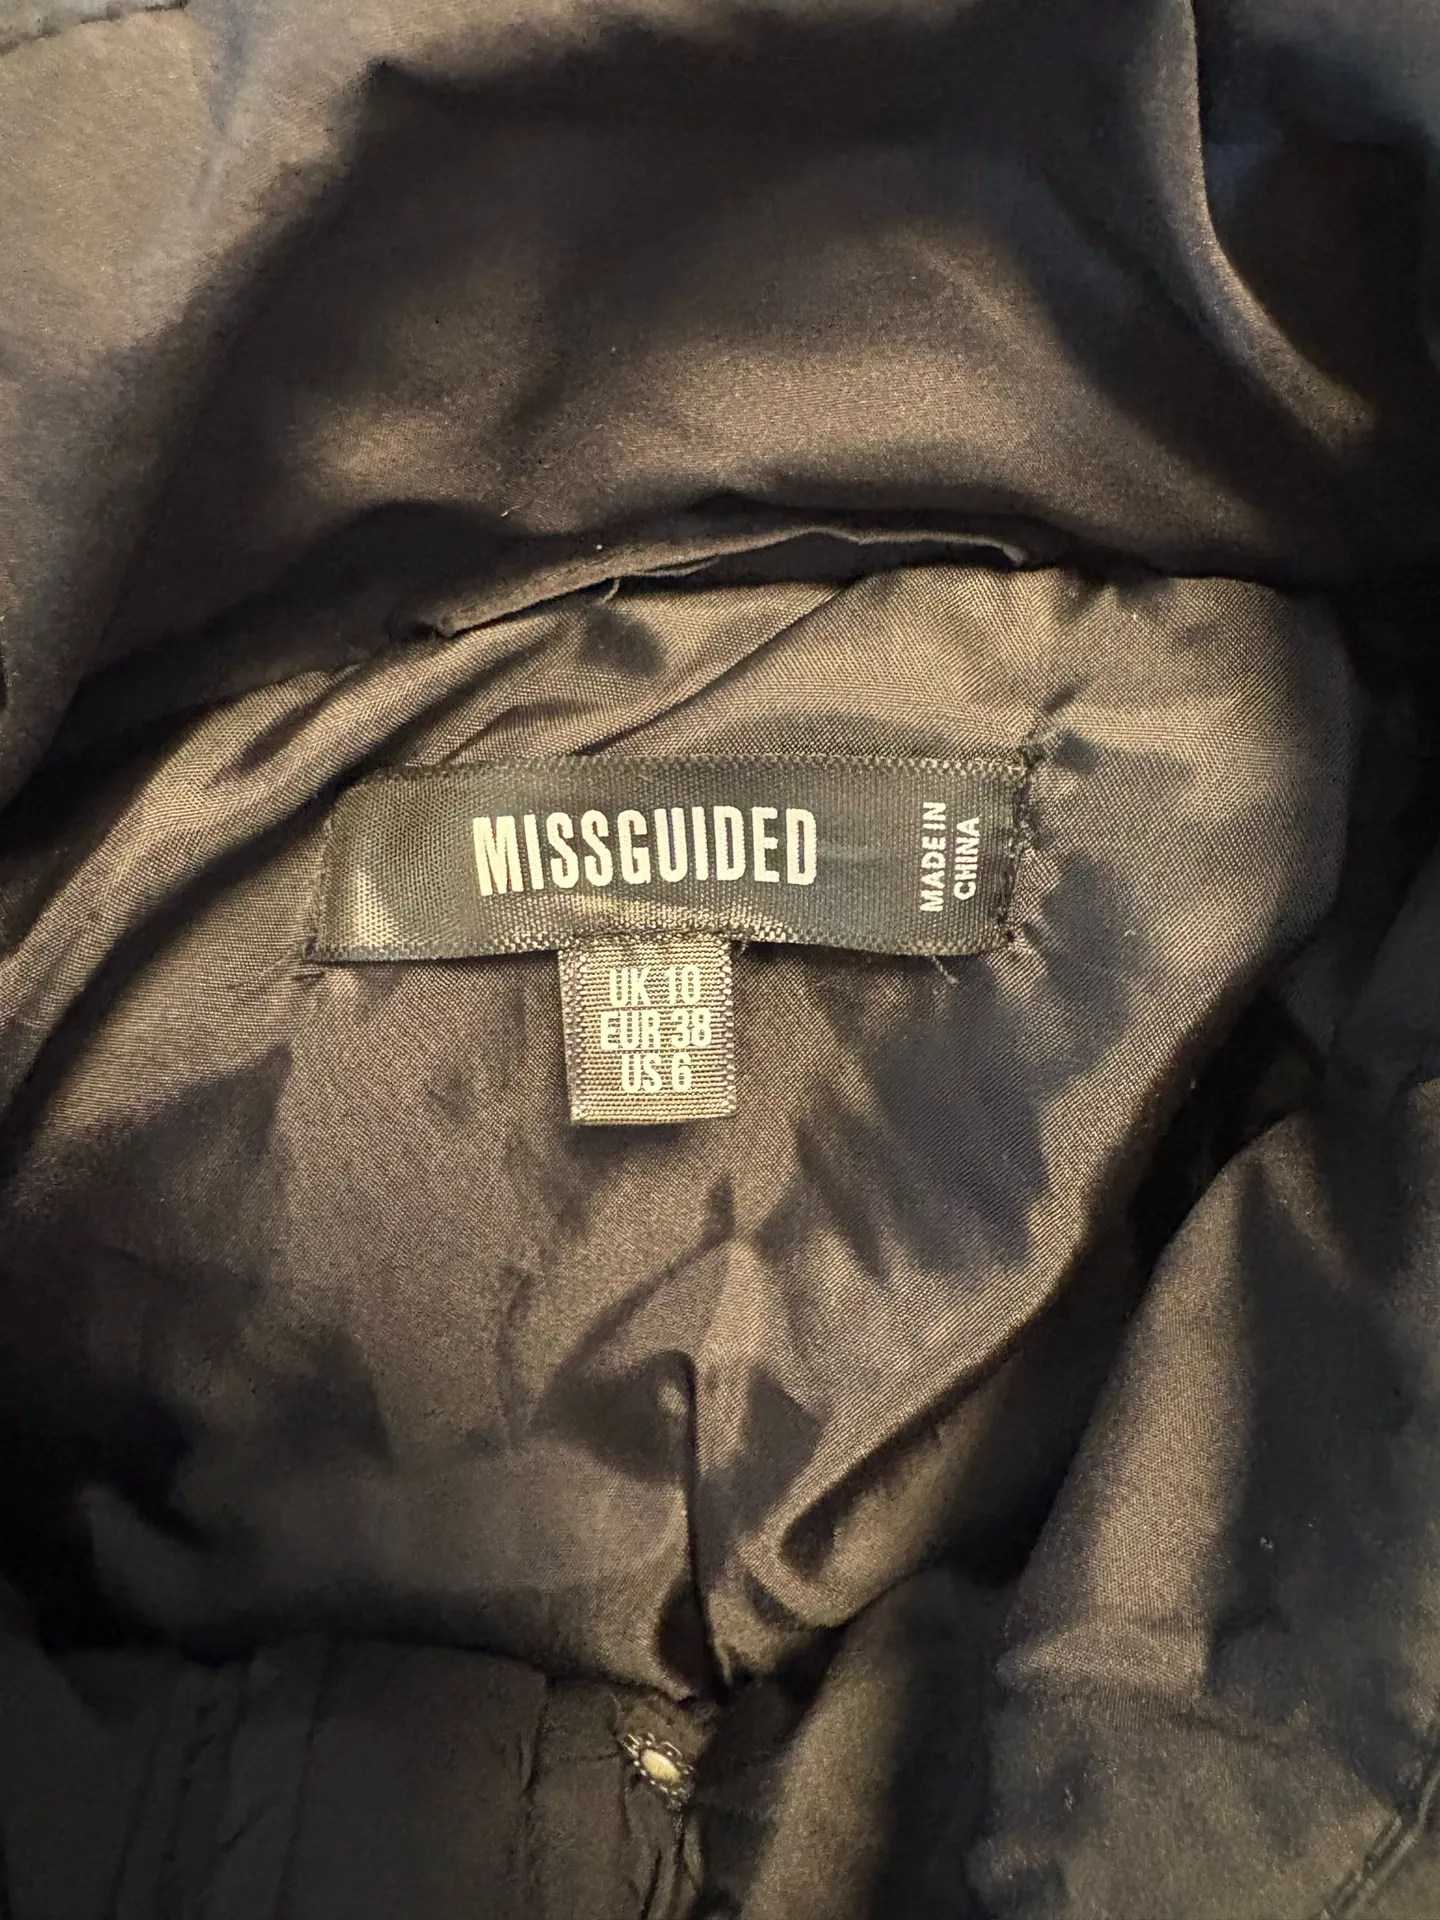 MISSGUIDED
MADE IN
CHINA
UK 10
EUR 38
US 6